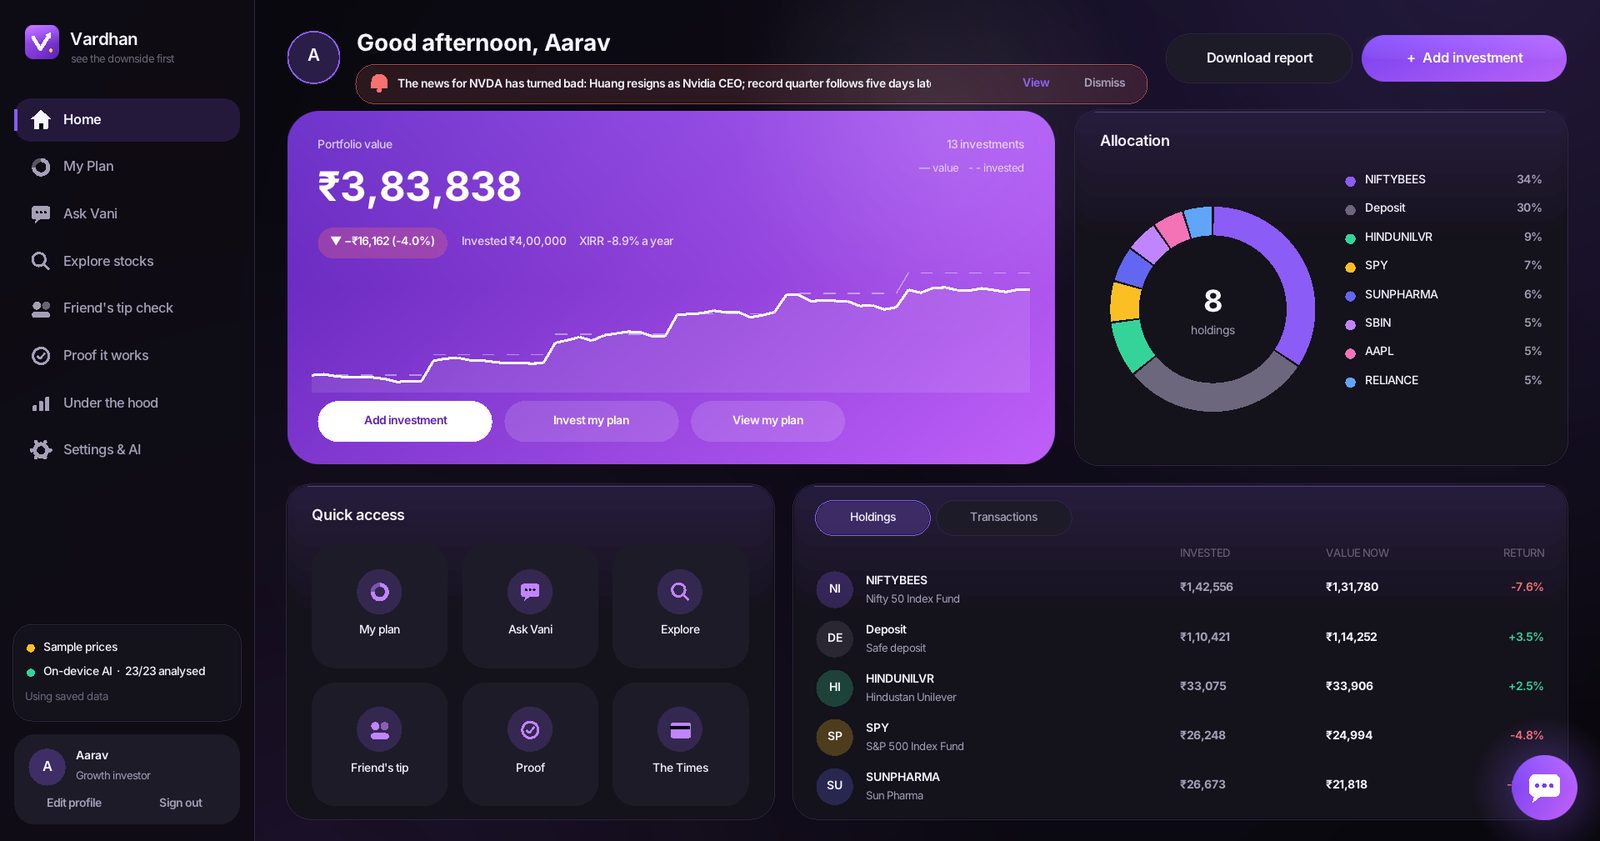 Vardhan
see the downside first
Home
My Plan
Ask Vani
Explore stocks
Friend's tip check
Proof it works
Under the hood
Settings & AI
Sample prices
On-device AI · 23/23 analysed
Using saved data
A
Aarav
Growth investor
Edit profile
Sign out
A
Good afternoon, Aarav
The news for NVDA has turned bad: Huang resigns as Nvidia CEO; record quarter follows five days late
View
Dismiss
Download report
+ Add investment
Portfolio value
13 investments
₹3,83,838
— value - - invested
▼ −₹16,162 (-4.0%)
Invested ₹4,00,000
XIRR -8.9% a year
Add investment
Invest my plan
View my plan
Allocation
8
holdings
NIFTYBEES 34%
Deposit 30%
HINDUNILVR 9%
SPY 7%
SUNPHARMA 6%
SBIN 5%
AAPL 5%
RELIANCE 5%
Quick access
My plan
Ask Vani
Explore
Friend's tip
Proof
The Times
Holdings
Transactions
INVESTED VALUE NOW RETURN
NI NIFTYBEES ₹1,42,556 ₹1,31,780 -7.6%
Nifty 50 Index Fund
DE Deposit ₹1,10,421 ₹1,14,252 +3.5%
Safe deposit
HI HINDUNILVR ₹33,075 ₹33,906 +2.5%
Hindustan Unilever
SP SPY ₹26,248 ₹24,994 -4.8%
S&P 500 Index Fund
SU SUNPHARMA ₹26,673 ₹21,818
Sun Pharma